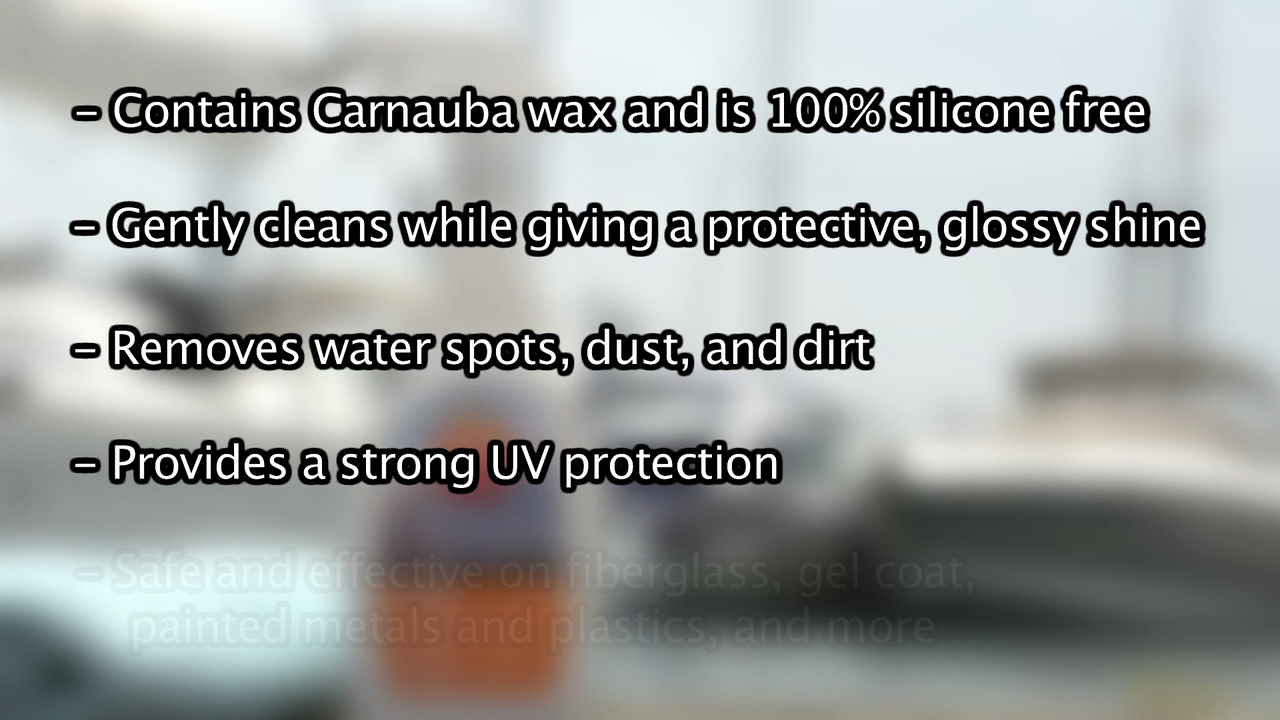 – Contains Carnauba wax and is 100% silicone free
– Gently cleans while giving a protective, glossy shine
– Removes water spots, dust, and dirt
– Provides a strong UV protection
– Safe and effective on fiberglass, gel coat,
painted metals and plastics, and more